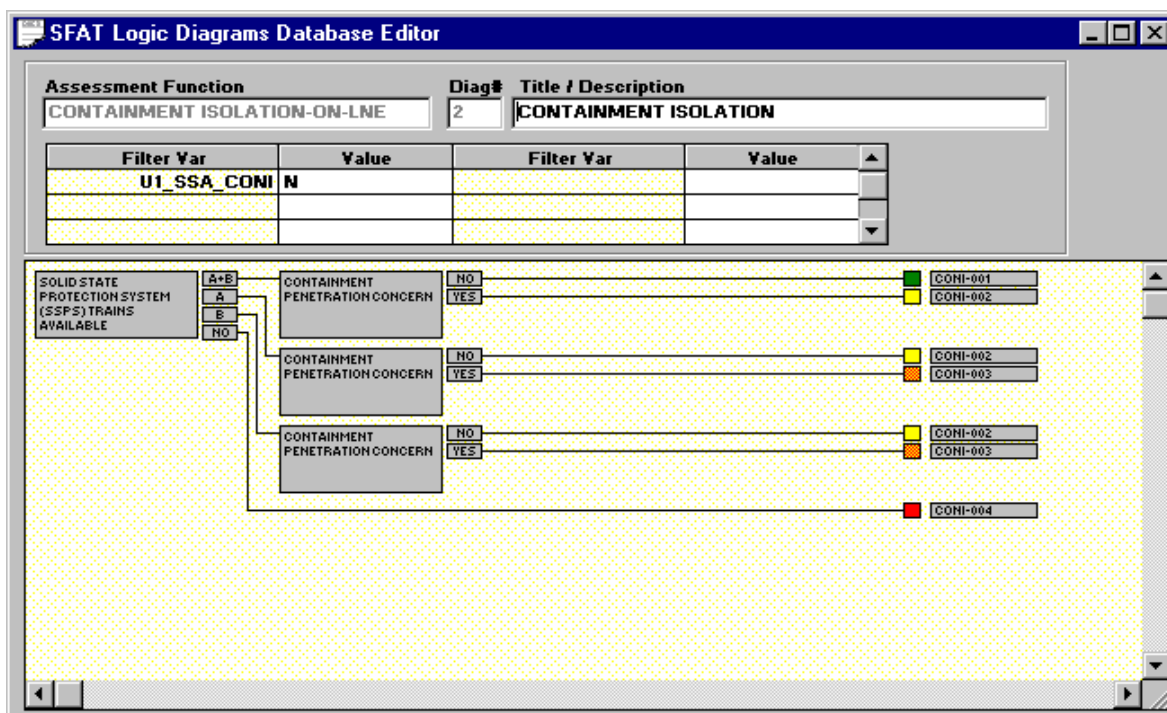 SFAT Logic Diagrams Database Editor
Assessment Function Diag# Title / Description
CONTAINMENT ISOLATION-ON-LNE 2 CONTAINMENT ISOLATION
Filter Var Value Filter Var Value
U1_SSA_CONI N
SOLID STATE
PROTECTION SYSTEM
(SSPS) TRAINS
AVAILABLE
A+B
A
B
NO
CONTAINMENT
PENETRATION CONCERN
NO
YES
CONI-001
CONI-002
CONTAINMENT
PENETRATION CONCERN
NO
YES
CONI-002
CONI-003
CONTAINMENT
PENETRATION CONCERN
NO
YES
CONI-002
CONI-003
CONI-004